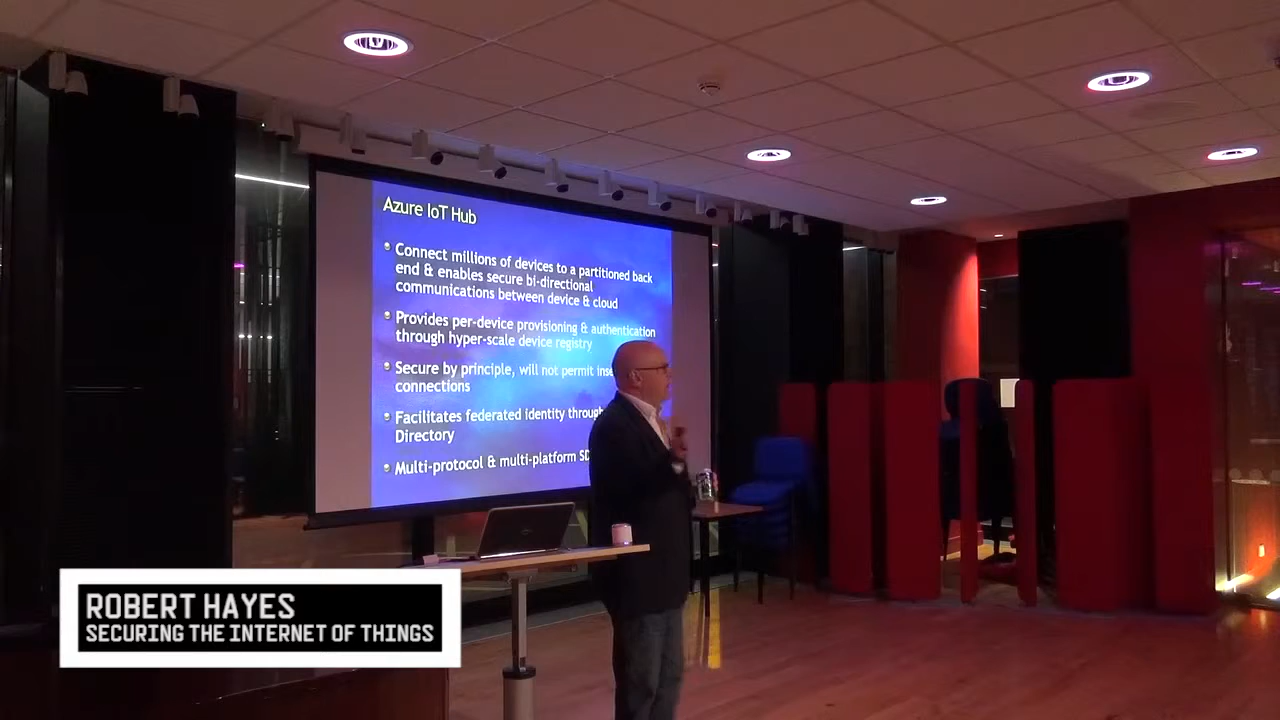 Azure IoT Hub
Connect millions of devices to a partitioned back
end & enables secure bi-directional
communications between device & cloud
Provides per-device provisioning & authentication
through hyper-scale device registry
Secure by principle, will not permit
connections
Facilitates federated identity through
Directory
Multi-protocol & multi-platform
ROBERT HAYES
SECURING THE INTERNET OF THINGS